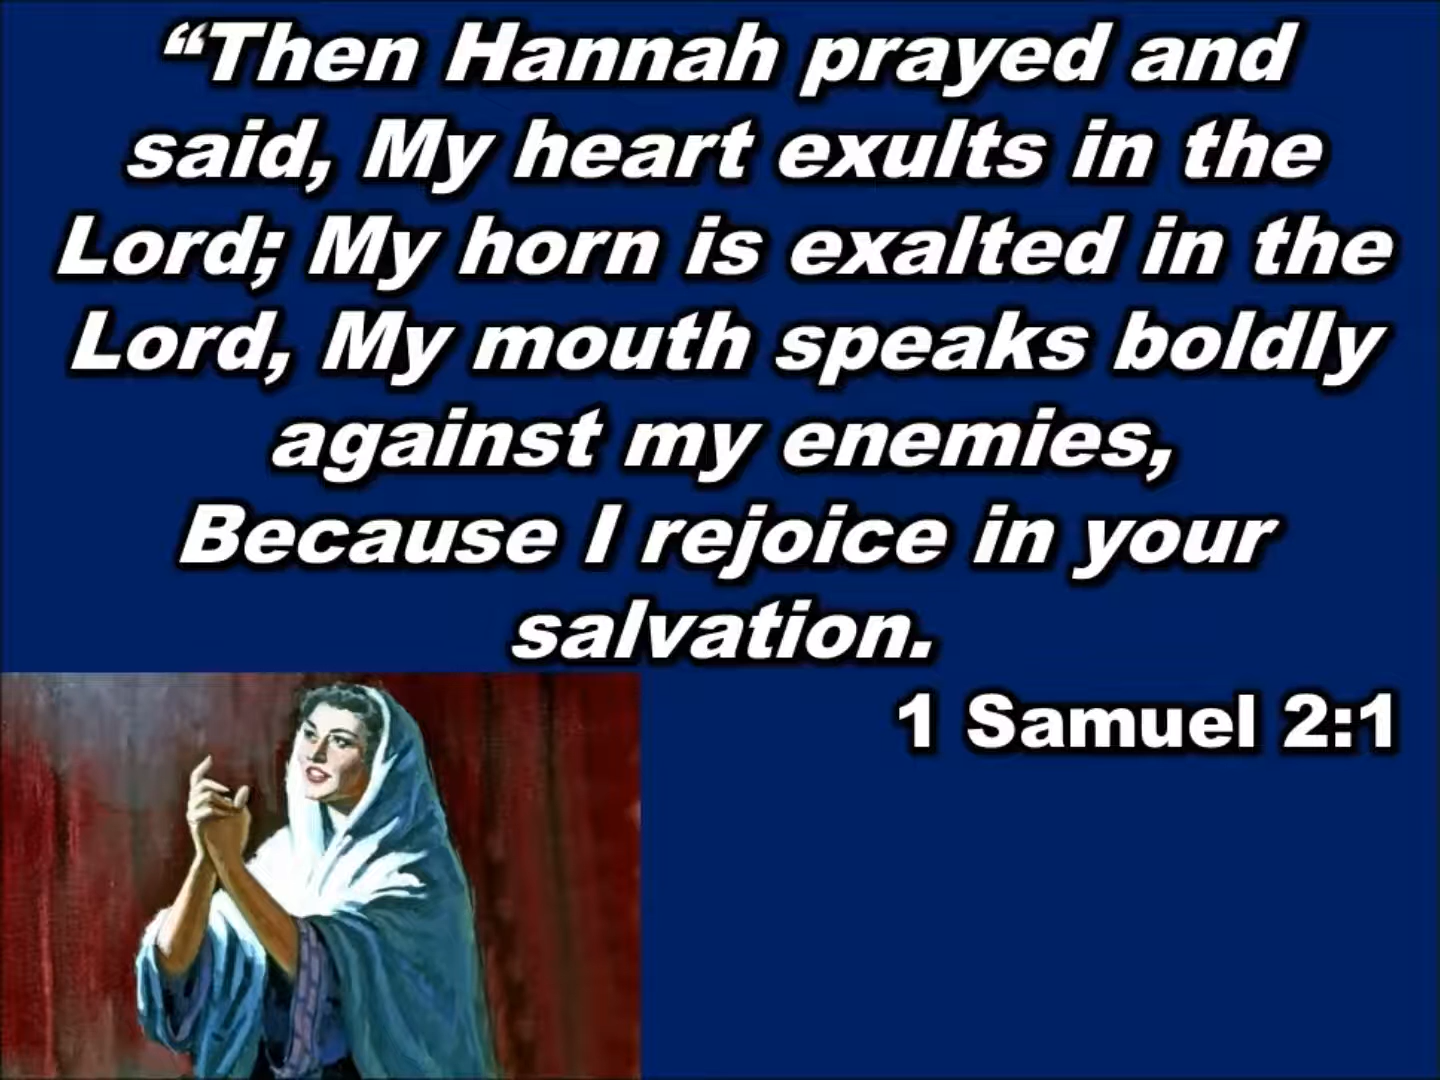 “Then Hannah prayed and
said, My heart exults in the
Lord; My horn is exalted in the
Lord, My mouth speaks boldly
against my enemies,
Because I rejoice in your
salvation.
1 Samuel 2:1